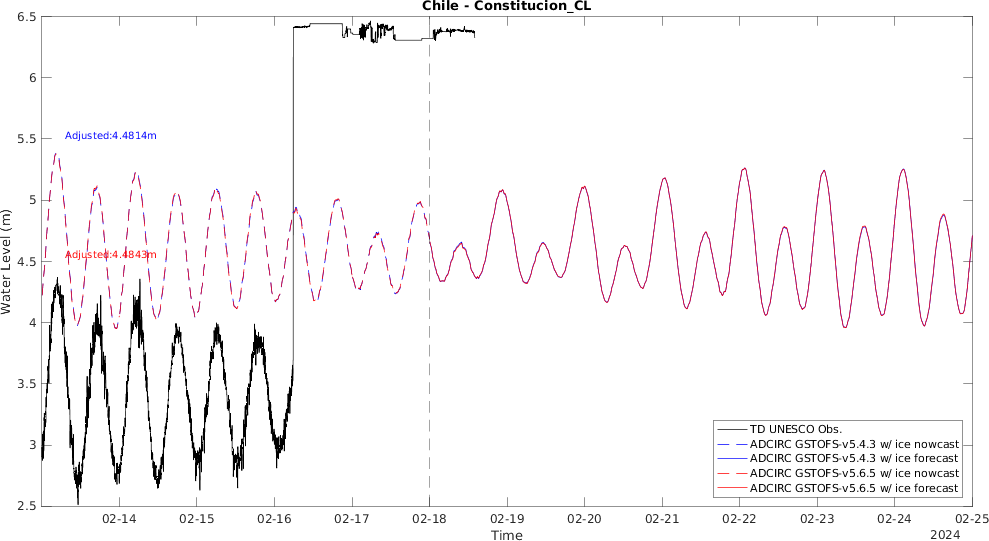 Chile - Constitucion_CL
6.5
6
5.5
5
4.5
4
3.5
3
2.5
Water Level (m)
Adjusted:4.4814m
Adjusted:4.4843m
TD UNESCO Obs.
ADCIRC GSTOFS-v5.4.3 w/ ice nowcast
ADCIRC GSTOFS-v5.4.3 w/ ice forecast
ADCIRC GSTOFS-v5.6.5 w/ ice nowcast
ADCIRC GSTOFS-v5.6.5 w/ ice forecast
02-14 02-15 02-16 02-17 02-18 02-19 02-20 02-21 02-22 02-23 02-24 02-25
Time
2024